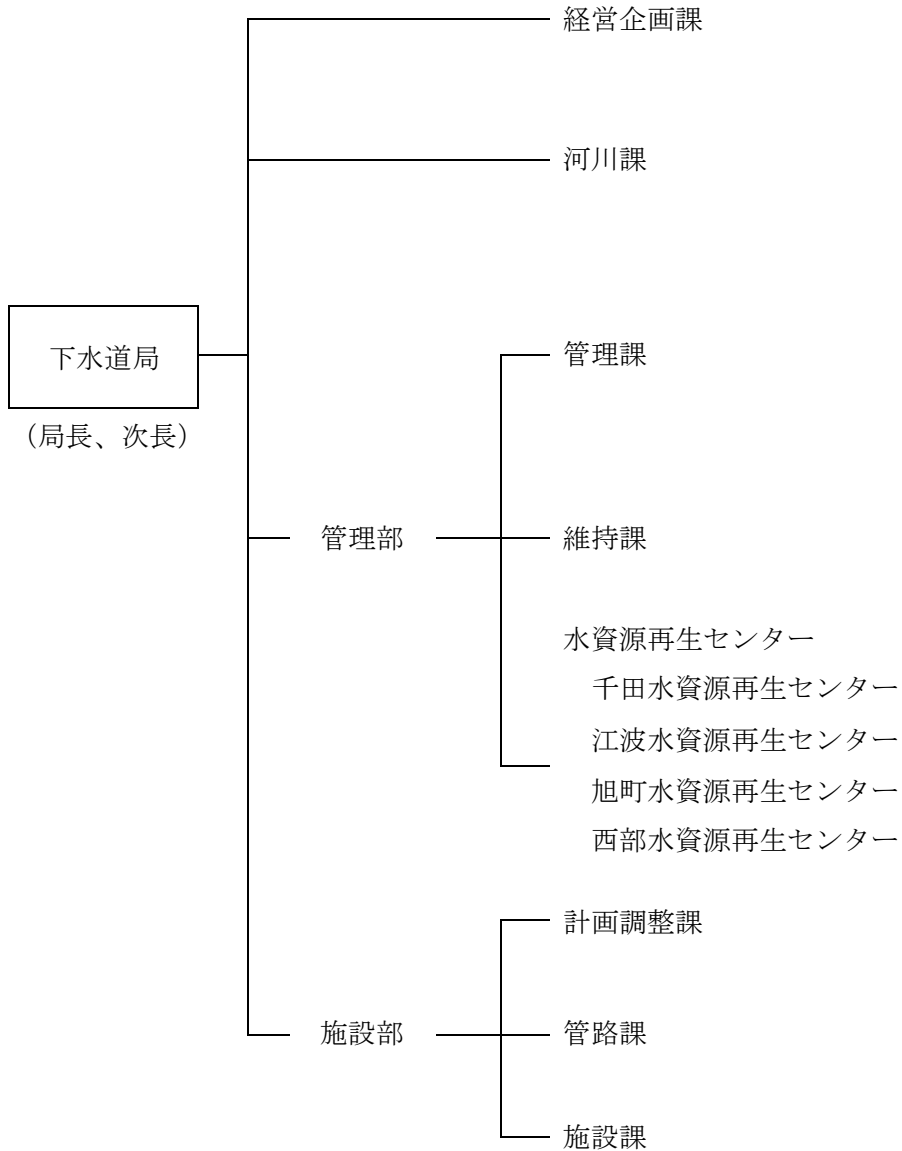 経営企画課
河川課
下水道局
（局長、次長）
管理部
管理課
維持課
水資源再生センター
千田水資源再生センター
江波水資源再生センター
旭町水資源再生センター
西部水資源再生センター
施設部
計画調整課
管路課
施設課